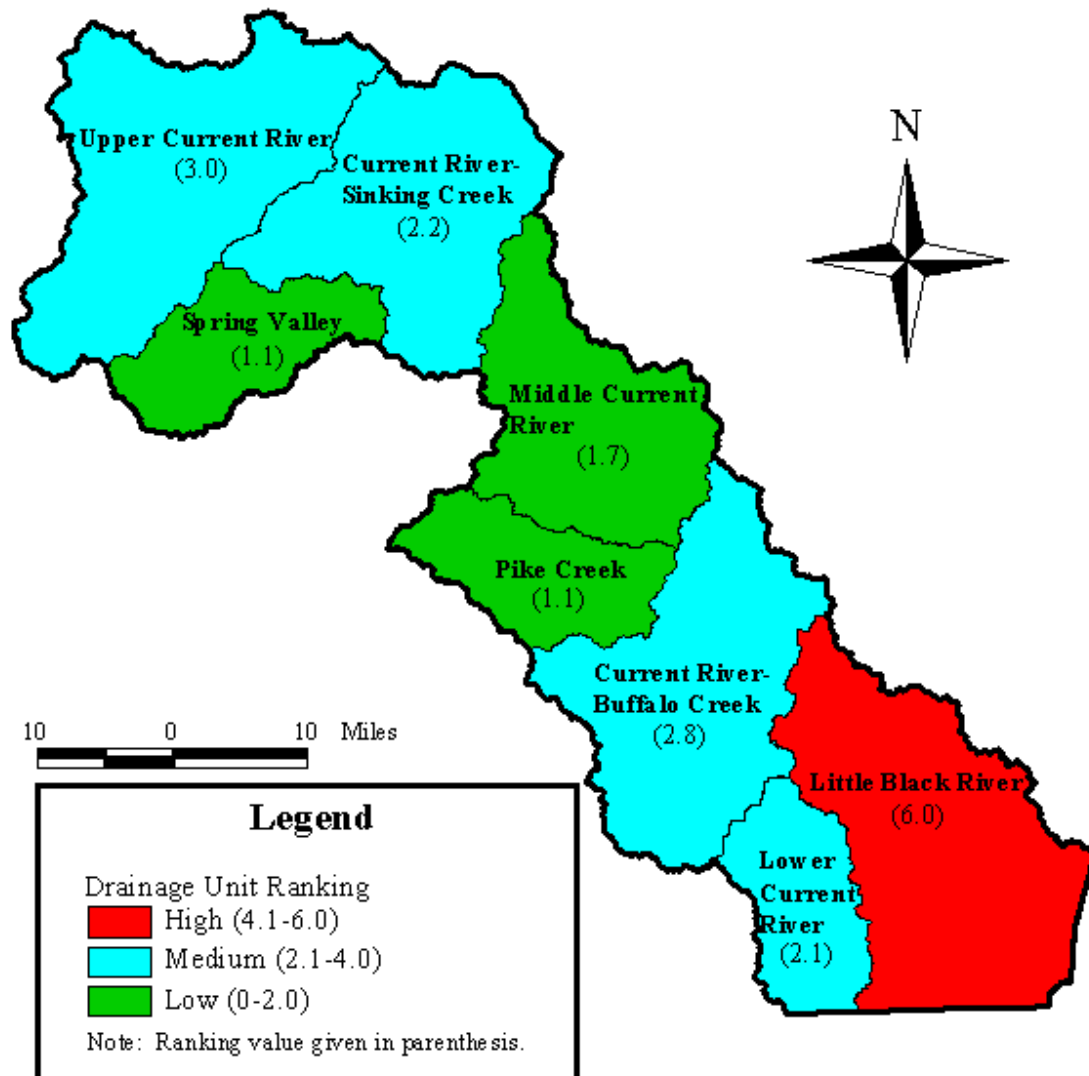 Upper Current River
(3.0)
Current River-
Sinking Creek
(2.2)
N
Spring Valley
(1.1)
Middle Current
River
(1.7)
Pike Creek
(1.1)
Current River-
Buffalo Creek
(2.8)
10 0 10 Miles
Little Black River
(6.0)
Lower
Current
River
(2.1)
Legend
Drainage Unit Ranking
High (4.1-6.0)
Medium (2.1-4.0)
Low (0-2.0)
Note: Ranking value given in parenthesis.